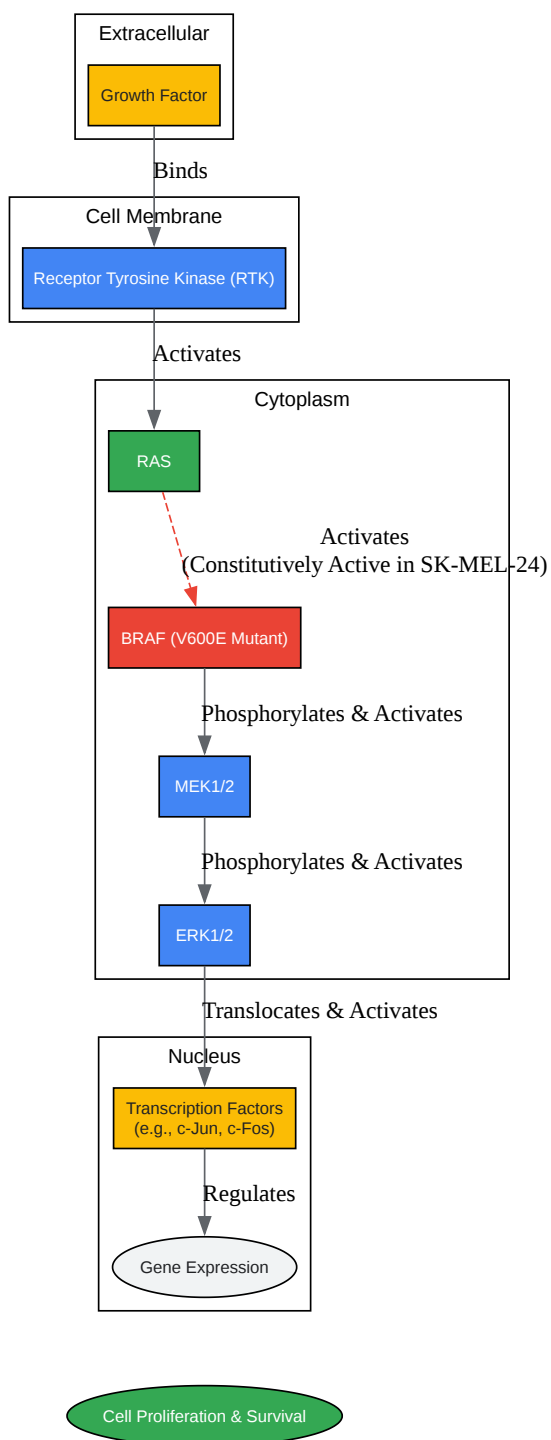 Extracellular
Growth Factor
Binds
Cell Membrane
Receptor Tyrosine Kinase (RTK)
Activates
Cytoplasm
RAS
Activates
(Constitutively Active in SK-MEL-24)
BRAF (V600E Mutant)
Phosphorylates & Activates
MEK1/2
Phosphorylates & Activates
ERK1/2
Translocates & Activates
Nucleus
Transcription Factors
(e.g., c-Jun, c-Fos)
Regulates
Gene Expression
Cell Proliferation & Survival